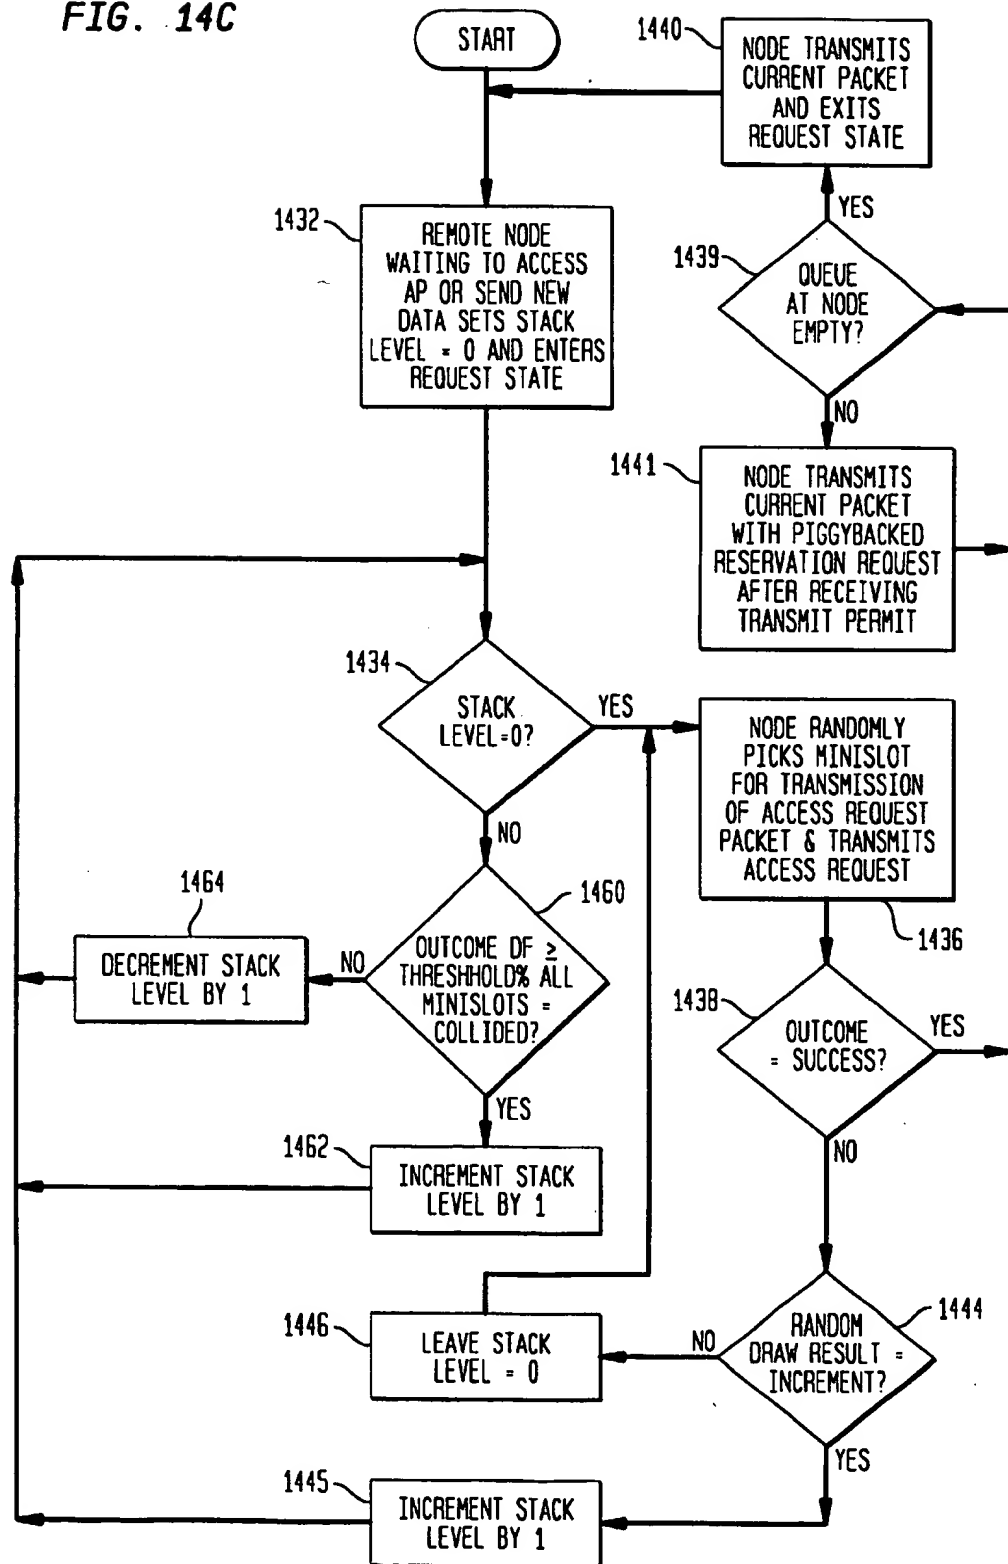 FIG. 14C
START
1440
NODE TRANSMITS
CURRENT PACKET
AND EXITS
REQUEST STATE
YES
1432
REMOTE NODE
WAITING TO ACCESS
AP OR SEND NEW
DATA SETS STACK
LEVEL = 0 AND ENTERS
REQUEST STATE
1439
QUEUE
AT NODE
EMPTY?
NO
1441
NODE TRANSMITS
CURRENT PACKET
WITH PIGGYBACKED
RESERVATION REQUEST
AFTER RECEIVING
TRANSMIT PERMIT
1434
STACK
LEVEL=0?
YES
NO
NODE RANDOMLY
PICKS MINISLOT
FOR TRANSMISSION
OF ACCESS REQUEST
PACKET & TRANSMITS
ACCESS REQUEST
1436
1464
DECREMENT STACK
LEVEL BY 1
NO
1460
OUTCOME OF ≥
THRESHHOLD% ALL
MINISLOTS =
COLLIDED?
YES
1438
OUTCOME
= SUCCESS?
YES
NO
1462
INCREMENT STACK
LEVEL BY 1
1446
LEAVE STACK
LEVEL = 0
NO
1444
RANDOM
DRAW RESULT =
INCREMENT?
YES
1445
INCREMENT STACK
LEVEL BY 1